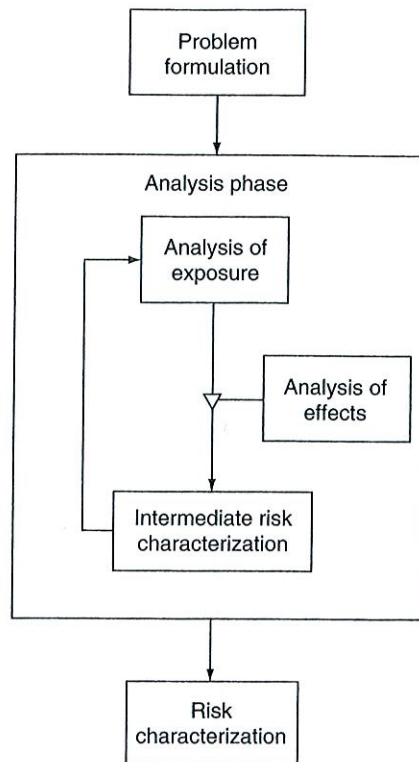 Problem
formulation
Analysis phase
Analysis of
exposure
Analysis of
effects
Intermediate risk
characterization
Risk
characterization